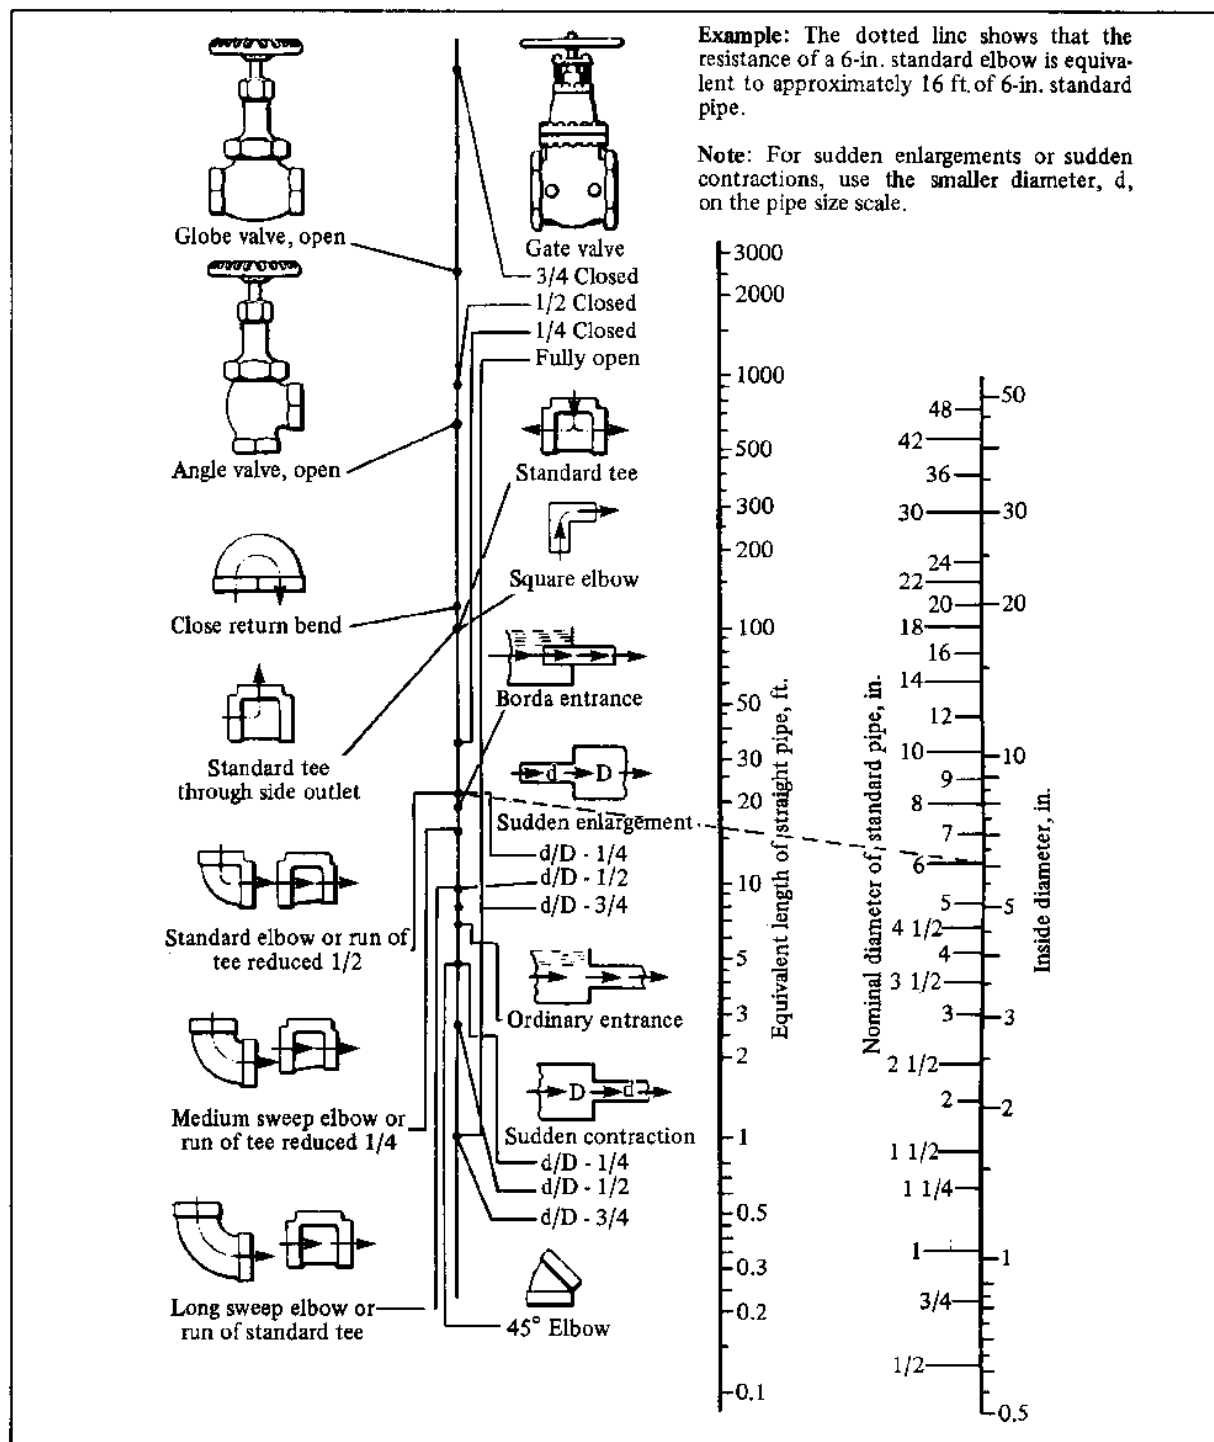 Example: The dotted line shows that the
resistance of a 6-in. standard elbow is equiva-
lent to approximately 16 ft. of 6-in. standard
pipe.
Note: For sudden enlargements or sudden
contractions, use the smaller diameter, d,
on the pipe size scale.
Globe valve, open
Angle valve, open
Close return bend
Standard tee
through side outlet
Standard elbow or run of
tee reduced 1/2
Medium sweep elbow or
run of tee reduced 1/4
Long sweep elbow or
run of standard tee
Gate valve
3/4 Closed
1/2 Closed
1/4 Closed
Fully open
Standard tee
Square elbow
Borda entrance
d D
Sudden enlargement
d/D - 1/4
d/D - 1/2
d/D - 3/4
Ordinary entrance
D d
Sudden contraction
d/D - 1/4
d/D - 1/2
d/D - 3/4
45° Elbow
3000
2000
1000
500
300
200
100
50
30
20
10
5
3
2
1
0.5
0.3
0.2
0.1
Equivalent length of straight pipe, ft.
Nominal diameter of standard pipe, in.
48
42
36
30
24
22
20
18
16
14
12
10
9
8
7
6
5
4 1/2
4
3 1/2
3
2 1/2
2
1 1/2
1 1/4
1
3/4
1/2
50
30
20
10
5
3
2
1
0.5
Inside diameter, in.